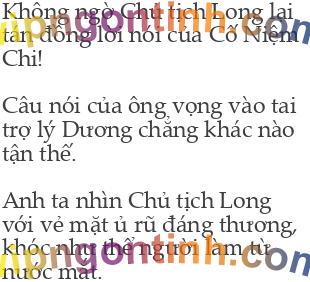 Không ngờ Chủ tịch Long lại
tán đồng lời nói của Cố Niệm
Chi!
Câu nói của ông vọng vào tai
trợ lý Dương chẳng khác nào
tận thế.
Anh ta nhìn Chủ tịch Long
với vẻ mặt ủ rũ đáng thương,
khóc như thể người làm từ
nước mắt.